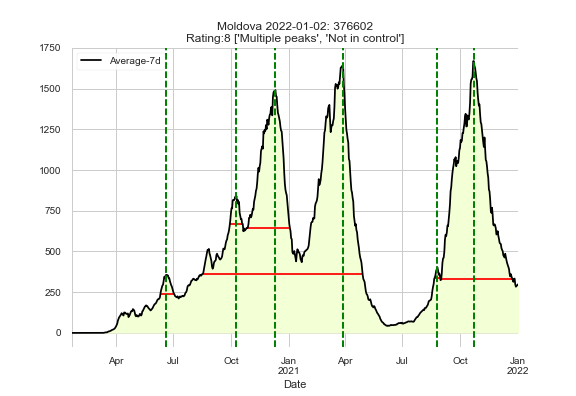 Moldova 2022-01-02: 376602
Rating:8 ['Multiple peaks', 'Not in control']
Average-7d
1750
1500
1250
1000
750
500
250
0
Apr Jul Oct Jan Apr Jul Oct Jan
2021 2022
Date